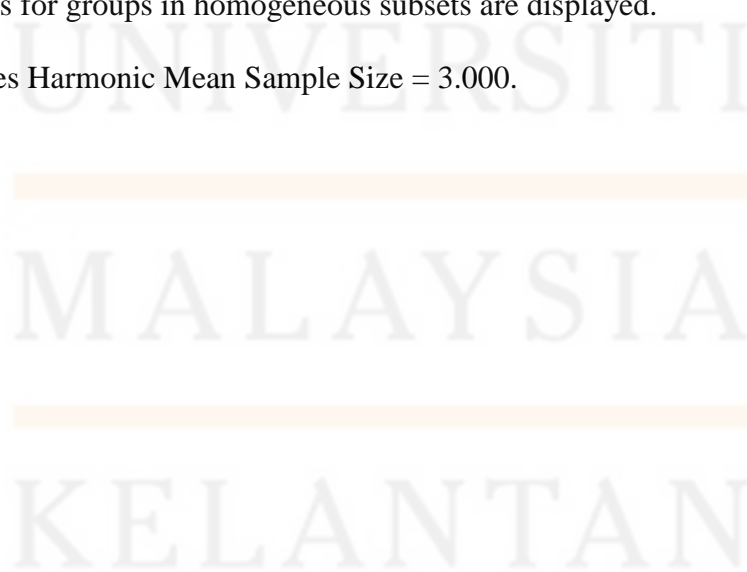 s for groups in homogeneous subsets are displayed.
UNIVERSITI
es Harmonic Mean Sample Size = 3.000.
MALAYSIA
KELANTAN